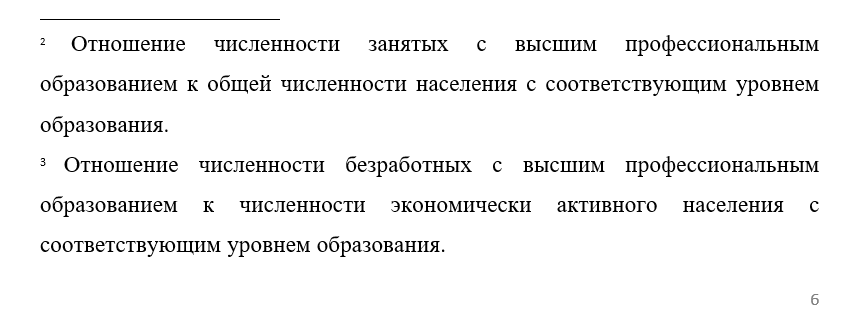 2 Отношение численности занятых с высшим профессиональным
образованием к общей численности населения с соответствующим уровнем
образования.
3 Отношение численности безработных с высшим профессиональным
образованием к численности экономически активного населения с
соответствующим уровнем образования.
6